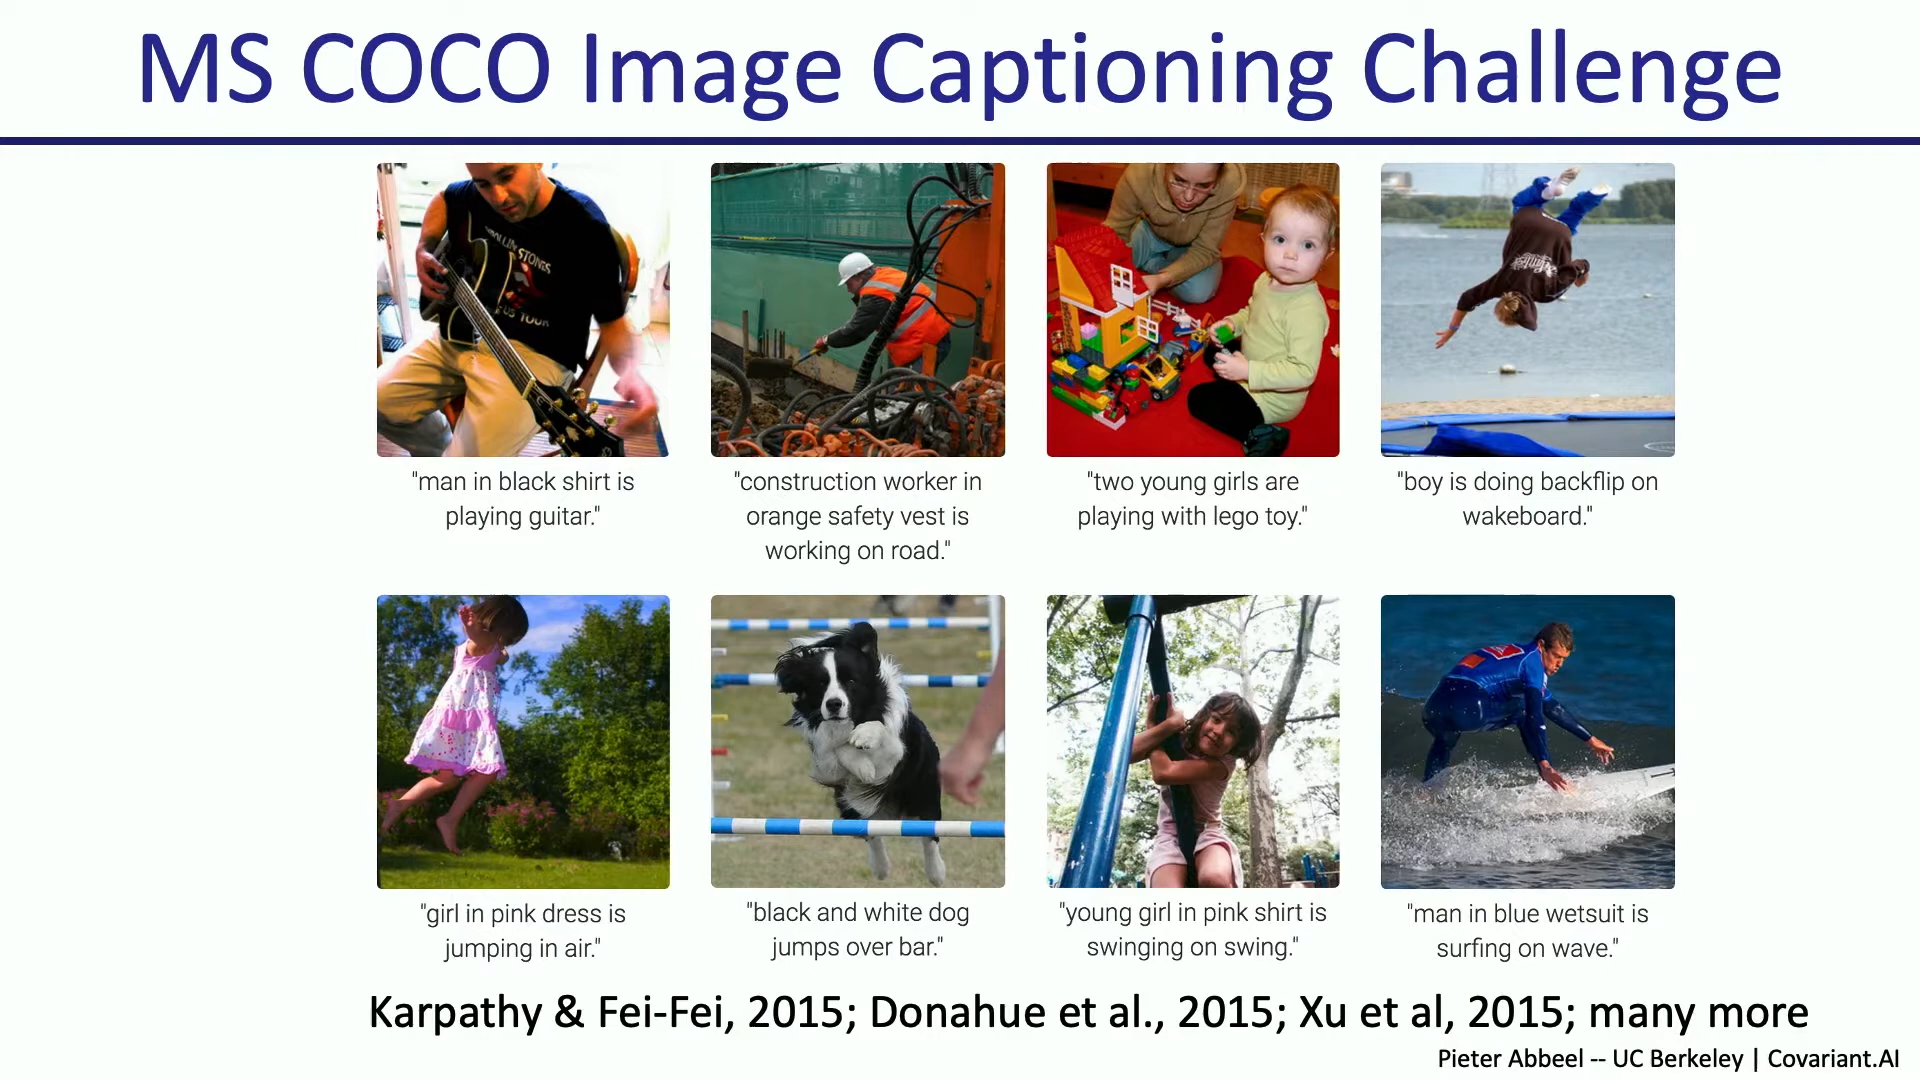 MS COCO Image Captioning Challenge
STONES
US TOUR
"man in black shirt is
playing guitar."
"construction worker in
orange safety vest is
working on road."
"two young girls are
playing with lego toy."
"boy is doing backflip on
wakeboard."
"girl in pink dress is
jumping in air."
"black and white dog
jumps over bar."
"young girl in pink shirt is
swinging on swing."
"man in blue wetsuit is
surfing on wave."
Karpathy & Fei-Fei, 2015; Donahue et al., 2015; Xu et al, 2015; many more
Pieter Abbeel -- UC Berkeley | Covariant.AI